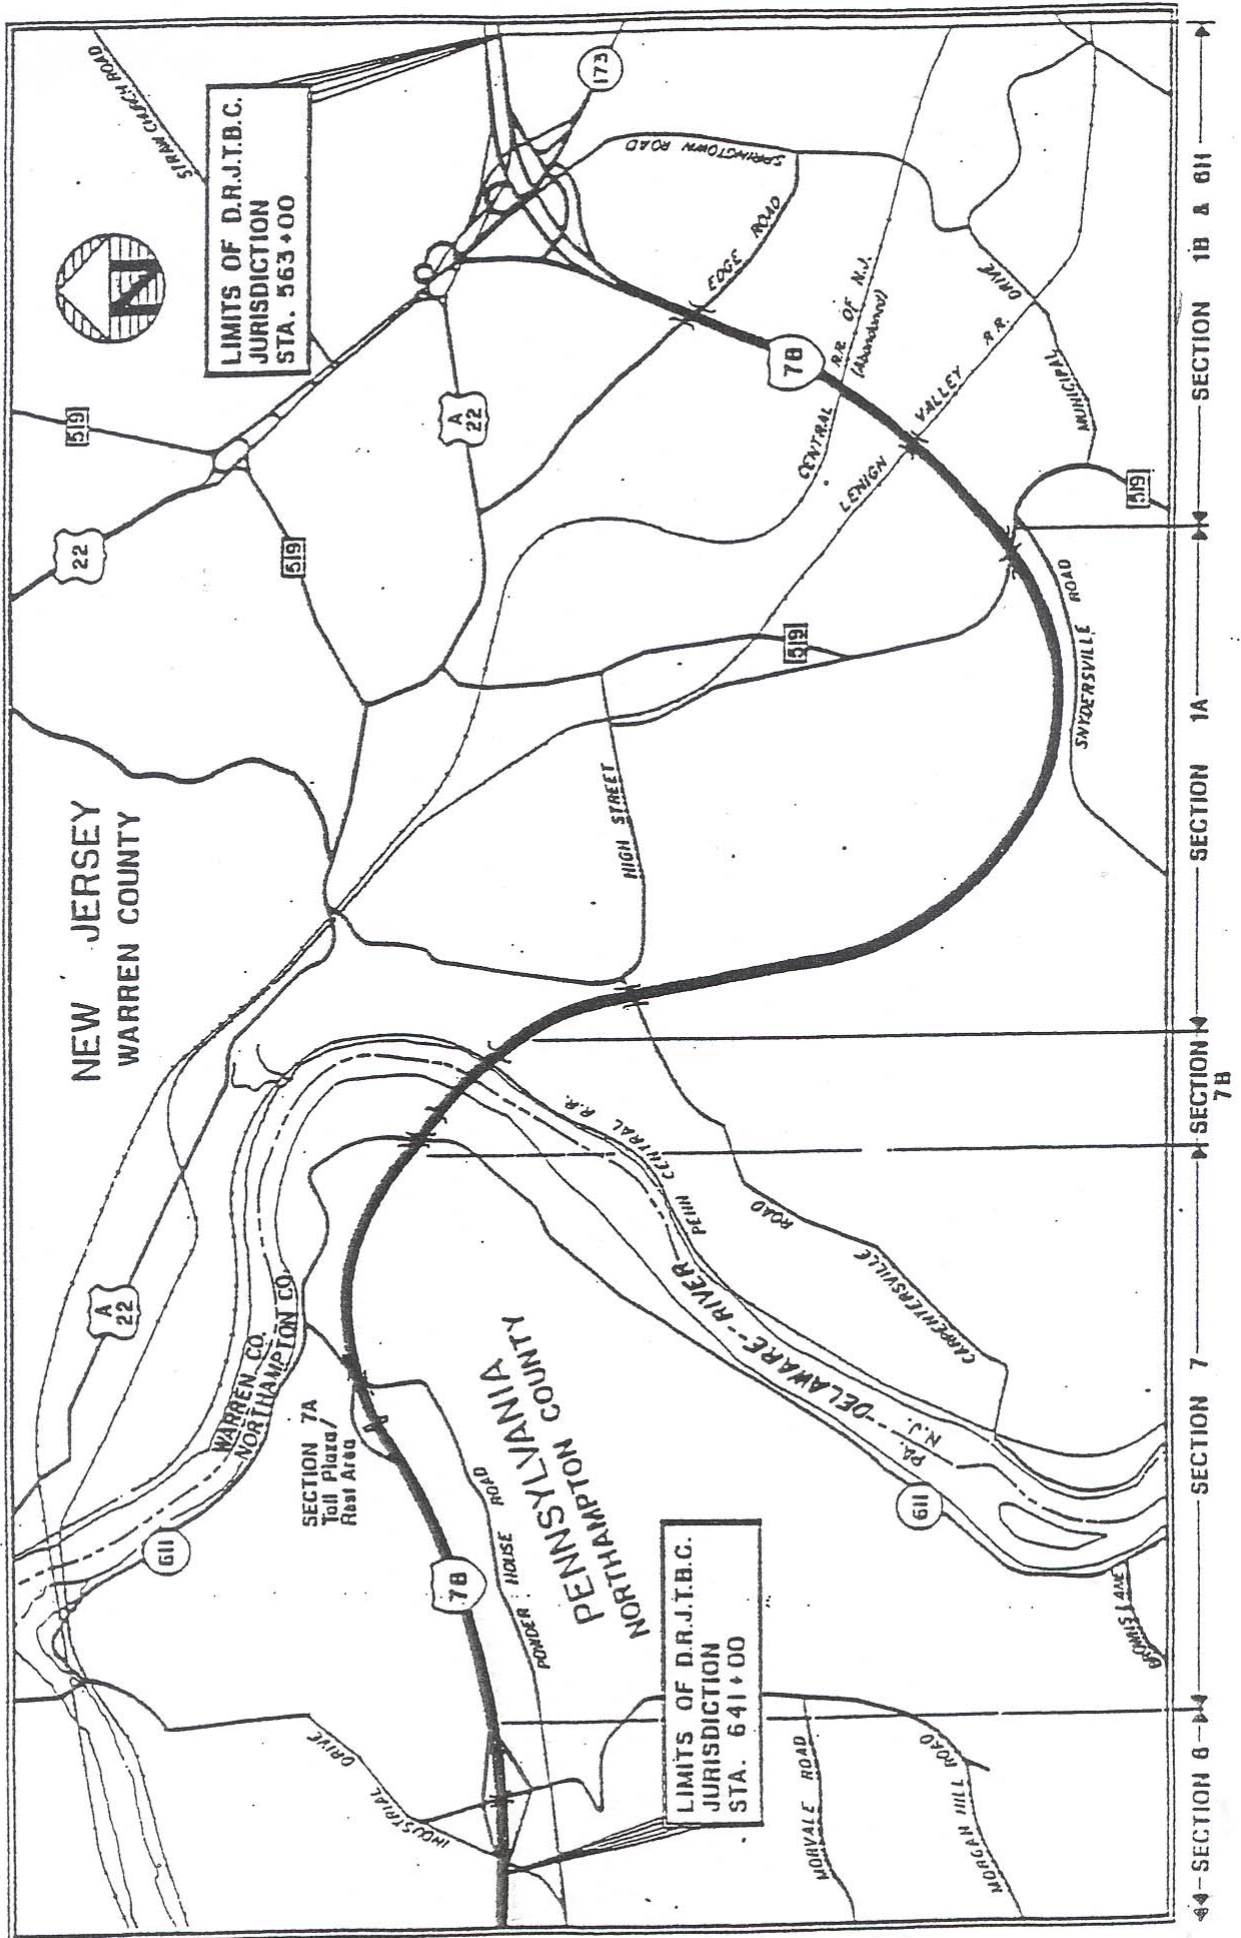 STRAW CHURCH ROAD
LIMITS OF D.R.J.T.B.C.
JURISDICTION
STA. 563+00
N
173
SPRINGTOWN ROAD
EDGE ROAD
519
22
A
22
519
78
CENTRAL R.R. OF N.J.
(Abandoned)
LEHIGH VALLEY R.R.
MUNICIPAL DRIVE
519
519
SNYDERSVILLE ROAD
HIGH STREET
NEW JERSEY
WARREN COUNTY
A
22
WARREN CO.
NORTHAMPTON CO.
611
SECTION 7A
Toll Plaza/
Rest Area
PENN CENTRAL R.R.
CARPENTERSVILLE ROAD
DELAWARE RIVER
PA.
N.J.
611
PENNSYLVANIA
NORTHAMPTON COUNTY
POWDER HOUSE ROAD
78
INDUSTRIAL DRIVE
LIMITS OF D.R.J.T.B.C.
JURISDICTION
STA. 641+00
MORVALE ROAD
MORGAN HILL ROAD
BROWNS LANE
SECTION 6
SECTION 7
SECTION
7B
SECTION 1A
SECTION 1B & 6H